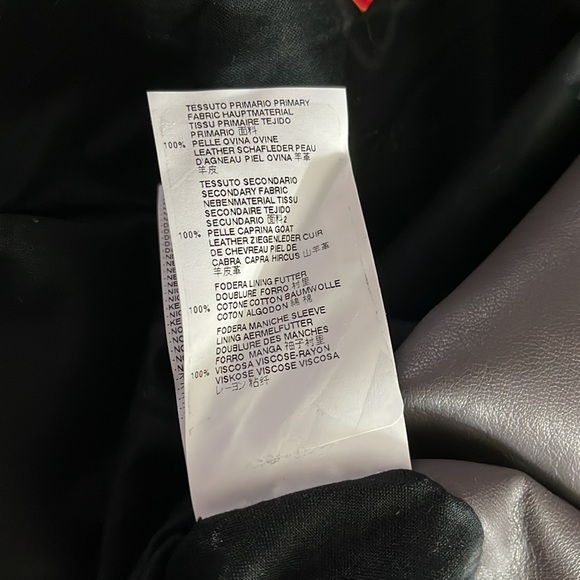 TESSUTO PRIMARIO PRIMARY
FABRIC HAUPTMATERIAL
TISSU PRIMAIRE TEJIDO
PRIMARIO 面料
100% PELLE OVINA OVINE
LEATHER SCHAFLEDER PEAU
D'AGNEAU PIEL OVINA 羊革
羊皮
TESSUTO SECONDARIO
SECONDARY FABRIC
NEBENMATERIAL TISSU
SECONDAIRE TEJIDO
SECUNDARIO 面料2
100% PELLE CAPRINA GOAT
LEATHER ZIEGENLEDER CUIR
DE CHEVREAU PIEL DE
CABRA CAPRA HIRCUS 山羊革
羊皮革
FODERA LINING FUTTER
DOUBLURE FORRO 衬里
100% COTONE COTTON BAUMWOLLE
COTON ALGODON 綿 棉
FODERA MANICHE SLEEVE
LINING AERMELFUTTER
DOUBLURE DES MANCHES
FORRO MANGA 袖子衬里
100% VISCOSA VISCOSE-RAYON
VISKOSE VISCOSE VISCOSA
レーヨン 粘纤